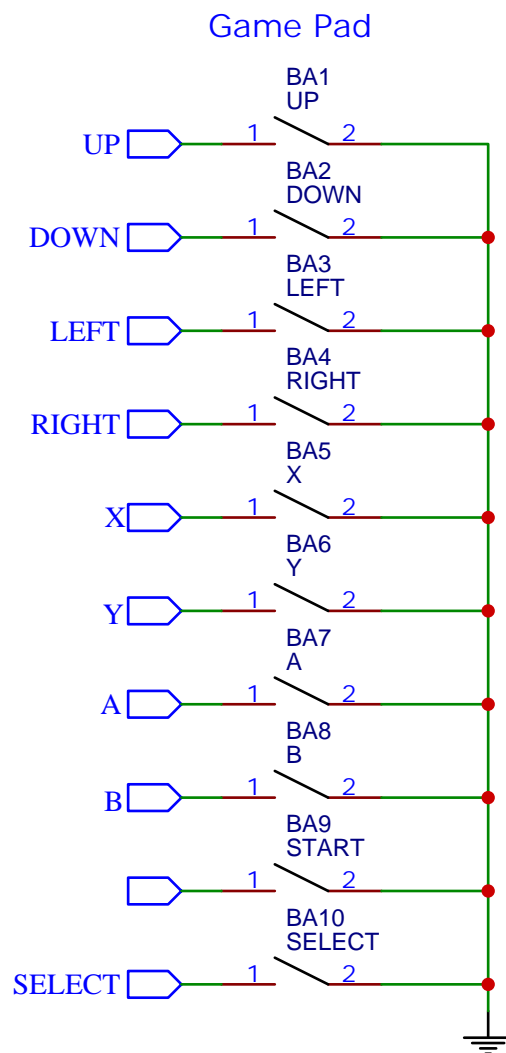 Game Pad
BA1
UP
UP 1 2
BA2
DOWN
DOWN 1 2
BA3
LEFT
LEFT 1 2
BA4
RIGHT
RIGHT 1 2
BA5
X
X 1 2
BA6
Y
Y 1 2
BA7
A
A 1 2
BA8
B
B 1 2
BA9
START
1 2
BA10
SELECT
SELECT 1 2